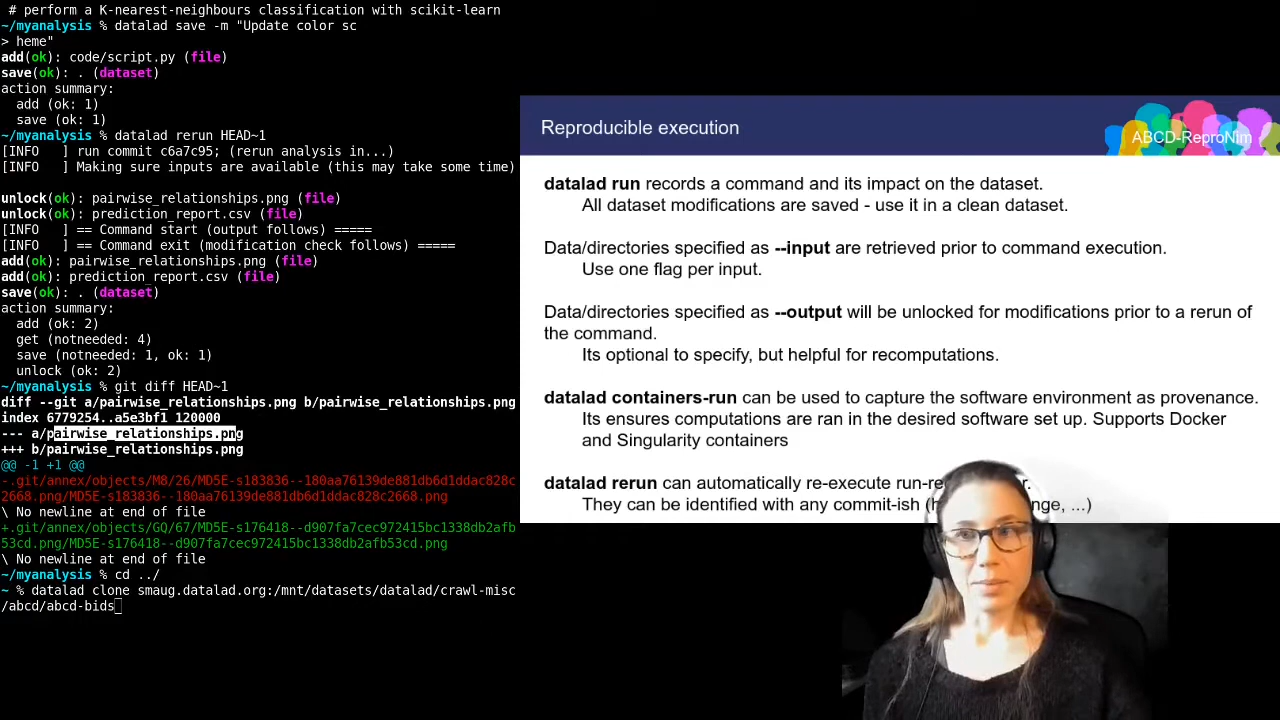 # perform a K-nearest-neighbours classification with scikit-learn
~/myanalysis % datalad save -m "Update color sc
> heme"
add(ok): code/script.py (file)
save(ok): . (dataset)
action summary:
  add (ok: 1)
  save (ok: 1)
~/myanalysis % datalad rerun HEAD~1
[INFO   ] run commit c6a7c95; (rerun analysis in...)
[INFO   ] Making sure inputs are available (this may take some time)
unlock(ok): pairwise_relationships.png (file)
unlock(ok): prediction_report.csv (file)
[INFO   ] == Command start (output follows) =====
[INFO   ] == Command exit (modification check follows) =====
add(ok): pairwise_relationships.png (file)
add(ok): prediction_report.csv (file)
save(ok): . (dataset)
action summary:
  add (ok: 2)
  get (notneeded: 4)
  save (notneeded: 1, ok: 1)
  unlock (ok: 2)
~/myanalysis % git diff HEAD~1
diff --git a/pairwise_relationships.png b/pairwise_relationships.png
index 6779254..a5e3bf1 120000
--- a/pairwise_relationships.png
+++ b/pairwise_relationships.png
@@ -1 +1 @@
-.git/annex/objects/M8/26/MD5E-s183836--180aa76139de881db6d1ddac828c
2668.png/MD5E-s183836--180aa76139de881db6d1ddac828c2668.png
\ No newline at end of file
+.git/annex/objects/GQ/67/MD5E-s176418--d907fa7cec972415bc1338db2afb
53cd.png/MD5E-s176418--d907fa7cec972415bc1338db2afb53cd.png
\ No newline at end of file
~/myanalysis % cd ../
~ % datalad clone smaug.datalad.org:/mnt/datasets/datalad/crawl-misc
/abcd/abcd-bids
Reproducible execution
ABCD-ReproNim
datalad run records a command and its impact on the dataset.
All dataset modifications are saved - use it in a clean dataset.
Data/directories specified as --input are retrieved prior to command execution.
Use one flag per input.
Data/directories specified as --output will be unlocked for modifications prior to a rerun of
the command.
Its optional to specify, but helpful for recomputations.
datalad containers-run can be used to capture the software environment as provenance.
Its ensures computations are ran in the desired software set up. Supports Docker
and Singularity containers
datalad rerun can automatically re-execute
They can be identified with any commit-ish ...)